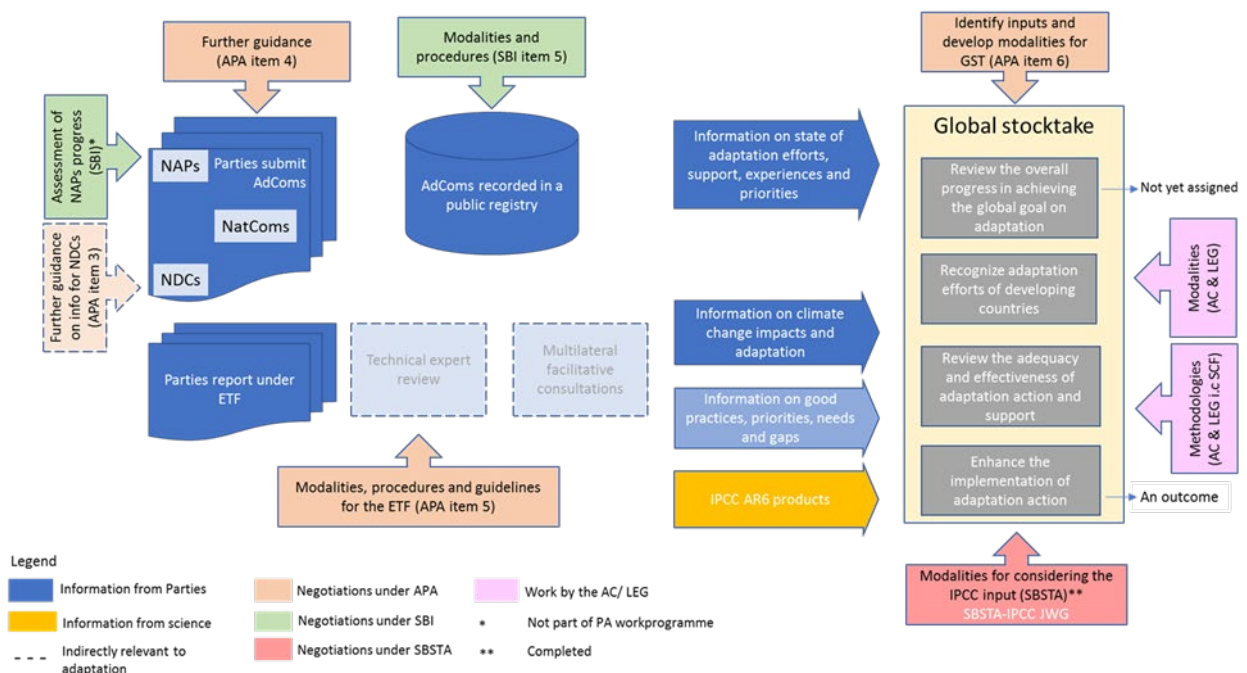 Further guidance
(APA item 4)
Modalities and
procedures (SBI item 5)
Identify inputs and
develop modalities for
GST (APA item 6)
Assessment of
NAPs progress
(SBI)*
NAPs
Parties submit
AdComs
NatComs
NDCs
Further guidance
on info for NDCs
(APA item 3)
AdComs recorded in a
public registry
Information on state of
adaptation efforts,
support, experiences and
priorities
Global stocktake
Review the overall
progress in achieving
the global goal on
adaptation
Not yet assigned
Recognize adaptation
efforts of developing
countries
Modalities
(AC & LEG)
Parties report under
ETF
Technical expert
review
Multilateral
facilitative
consultations
Information on climate
change impacts and
adaptation
Information on good
practices, priorities, needs
and gaps
Review the adequacy
and effectiveness of
adaptation action and
support
Methodologies
(AC & LEG i.c SCF)
Modalities, procedures and guidelines
for the ETF (APA item 5)
IPCC AR6 products
Enhance the
implementation of
adaptation action
An outcome
Modalities for considering the
IPCC input (SBSTA)**
SBSTA-IPCC JWG
Legend
Information from Parties
Information from science
Indirectly relevant to
adaptation
Negotiations under APA
Negotiations under SBI
Negotiations under SBSTA
Work by the AC/ LEG
* Not part of PA workprogramme
** Completed